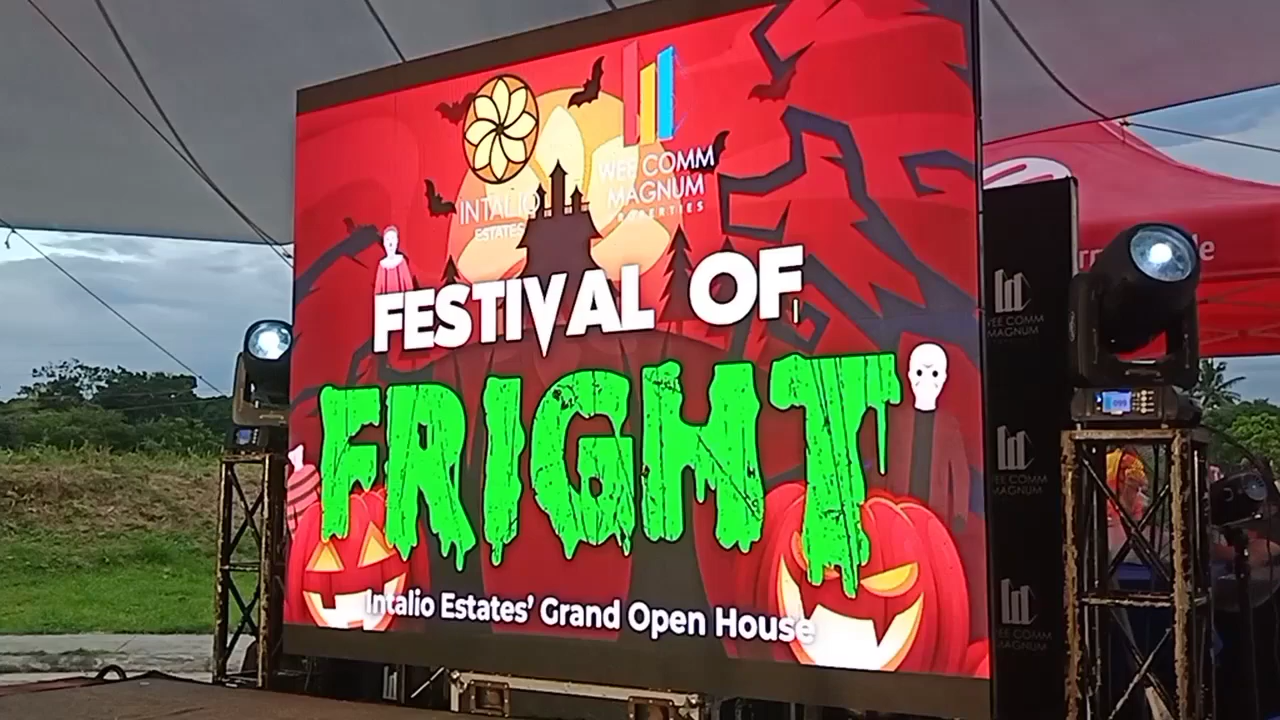 INTALIO
ESTATES
WEE COMM
MAGNUM
PROPERTIES
FESTIVAL OF
FRIGHT
Intalio Estates' Grand Open House
WEE COMM
MAGNUM
WEE COMM
MAGNUM
WEE COMM
MAGNUM